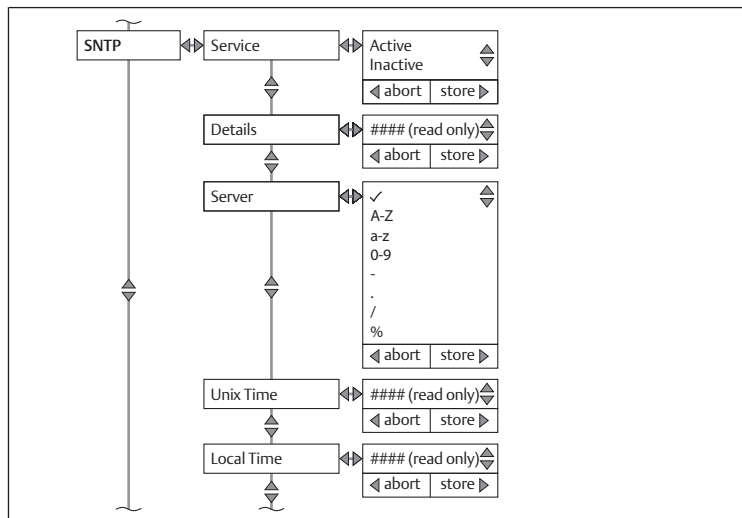 SNTP
Service
Active
Inactive
abort
store
Details
#### (read only)
abort
store
Server
✓
A-Z
a-z
0-9
-
.
/
%
abort
store
Unix Time
#### (read only)
abort
store
Local Time
#### (read only)
abort
store